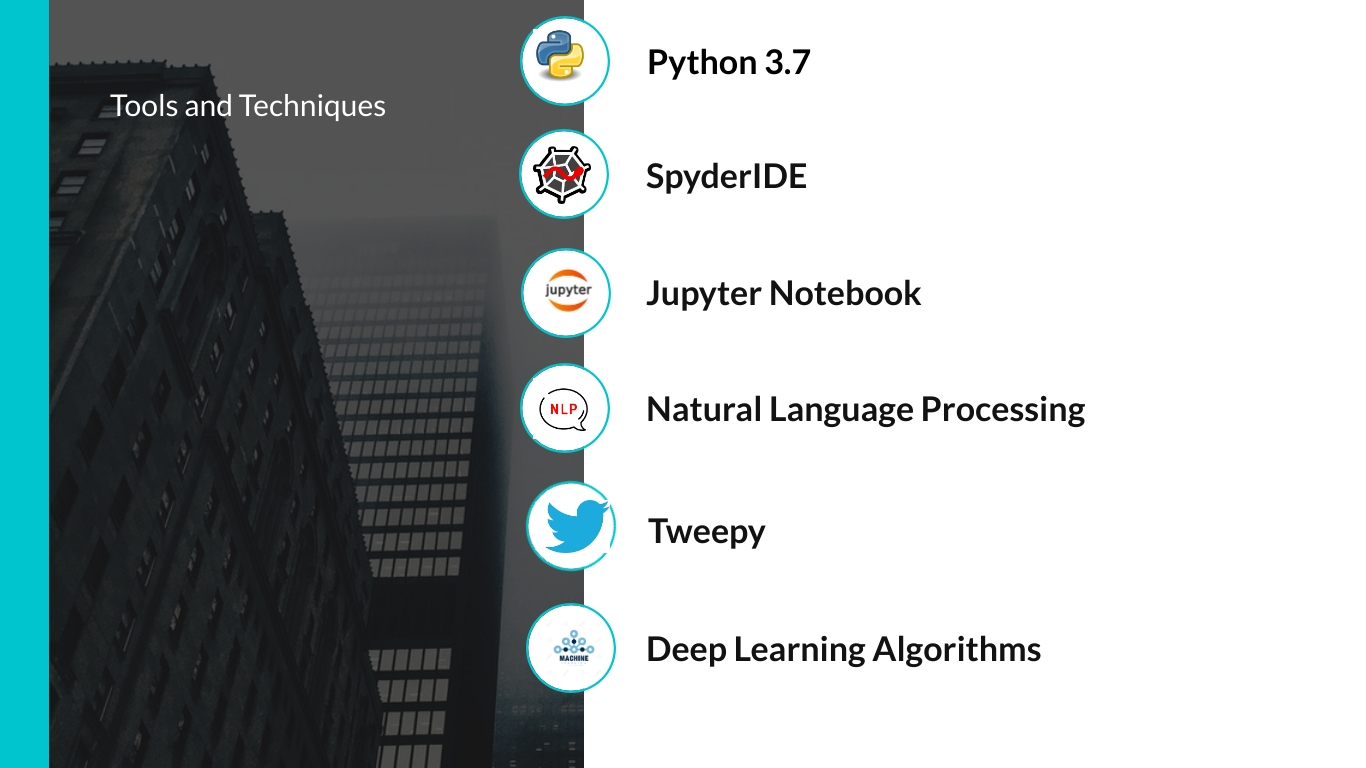 Tools and Techniques
Python 3.7
SpyderIDE
jupyter
Jupyter Notebook
NLP
Natural Language Processing
Tweepy
MACHINE
Deep Learning Algorithms